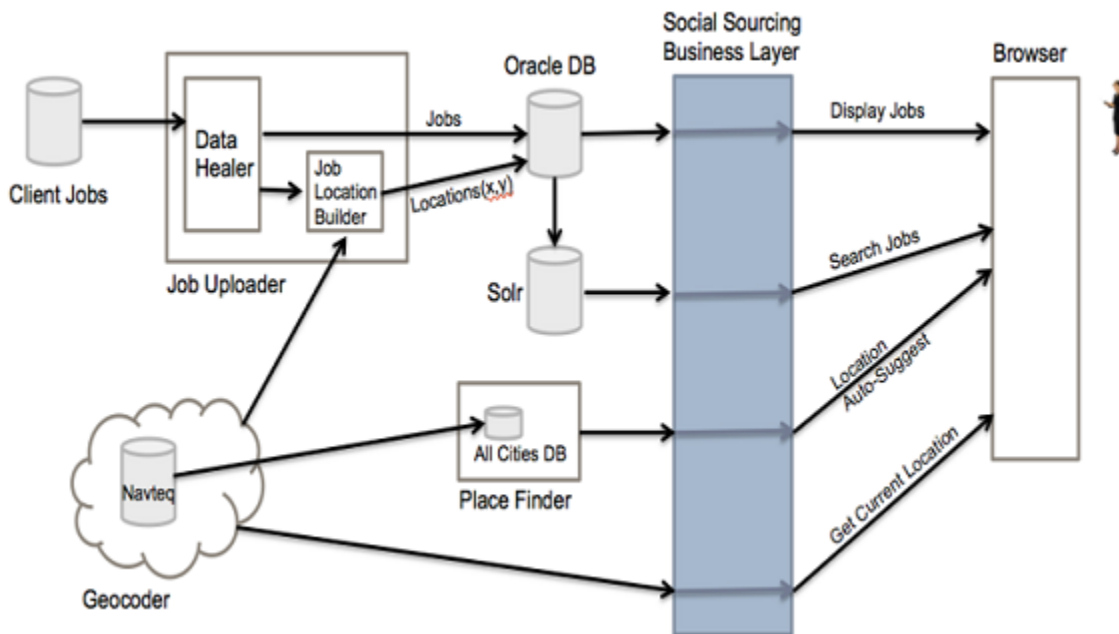 Social Sourcing
Business Layer
Browser
Oracle DB
Client Jobs
Data
Healer
Job
Location
Builder
Job Uploader
Jobs
Locations(x,y)
Solr
Display Jobs
Search Jobs
Location
Auto-Suggest
Get Current Location
All Cities DB
Place Finder
Navteq
Geocoder